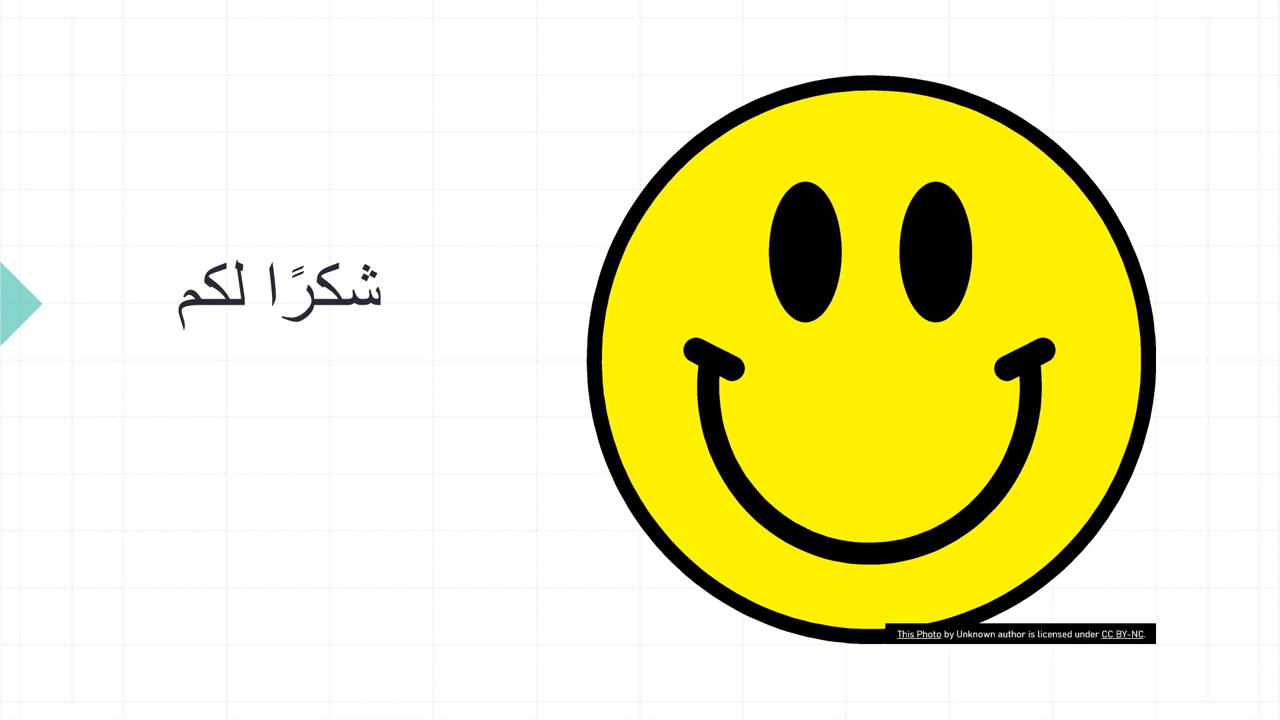 شكرًا لكم
This Photo by Unknown author is licensed under CC BY-NC.